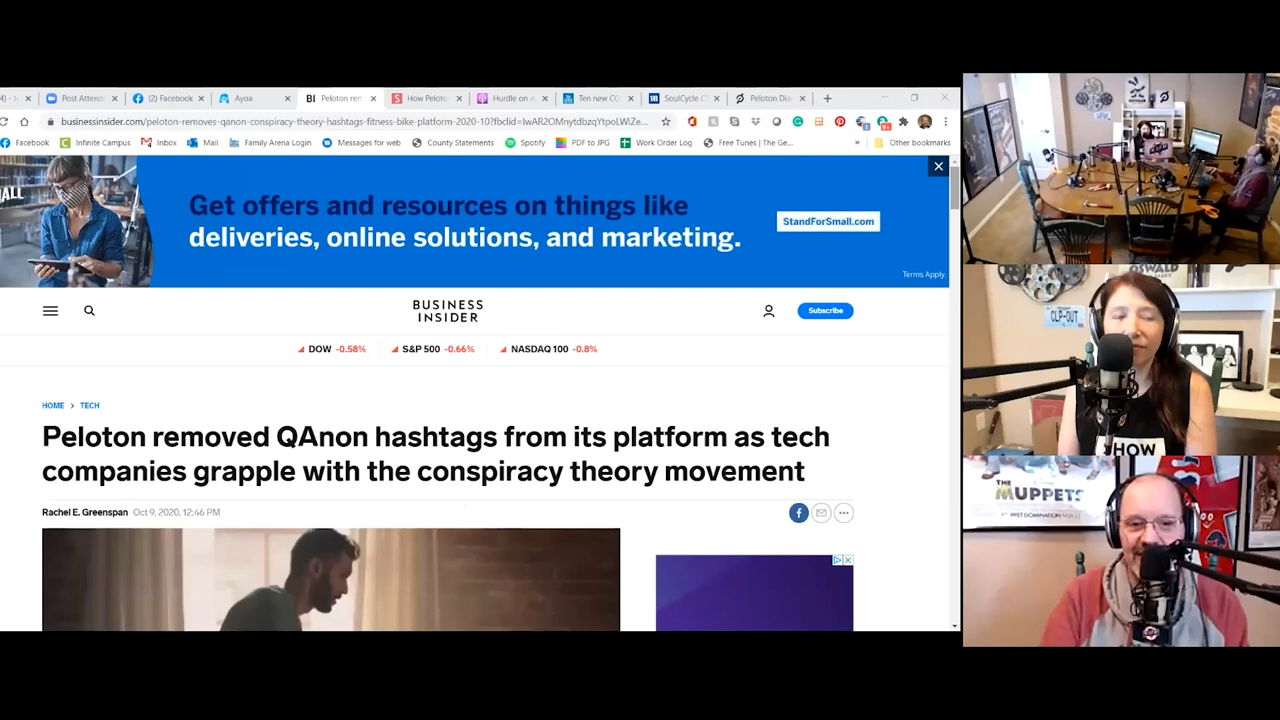 Post Attend
(2) Facebook
Ayoa
BI Peloton rem
How Peloto
Hurdle on A
Ten new CO
SoulCycle C
Peloton Dia
businessinsider.com/peloton-removes-qanon-conspiracy-theory-hashtags-fitness-bike-platform-2020-10?fbclid=IwAR2OMnytdbzqYtpoLWiZe...
Facebook
Infinite Campus
Inbox
Mail
Family Arena Login
Messages for web
County Statements
Spotify
PDF to JPG
Work Order Log
Free Tunes | The Ge...
»
Other bookmarks
ALL
Get offers and resources on things like
deliveries, online solutions, and marketing.
StandForSmall.com
Terms Apply.
BUSINESS
INSIDER
Subscribe
DOW -0.58%
S&P 500 -0.66%
NASDAQ 100 -0.8%
HOME > TECH
Peloton removed QAnon hashtags from its platform as tech
companies grapple with the conspiracy theory movement
Rachel E. Greenspan Oct 9, 2020, 12:46 PM
OSWALD
CLP-OUT
SHOW
THE
MUPPETS